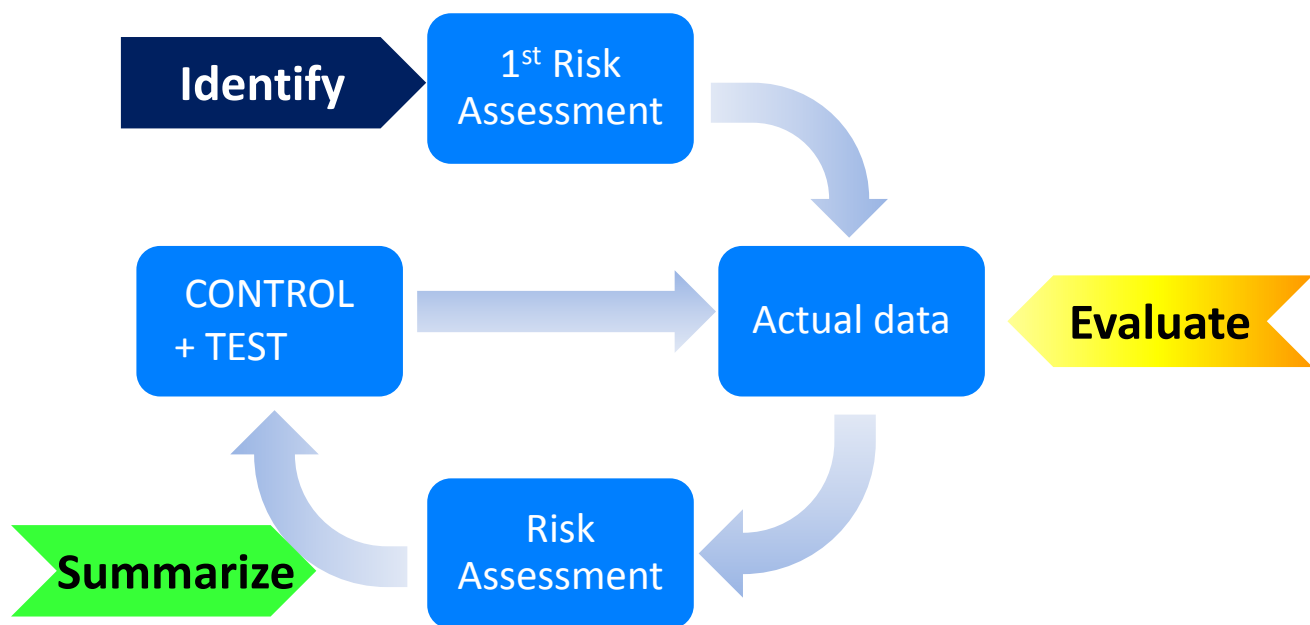 Identify
1st Risk
Assessment
CONTROL
+ TEST
Actual data
Evaluate
Summarize
Risk
Assessment